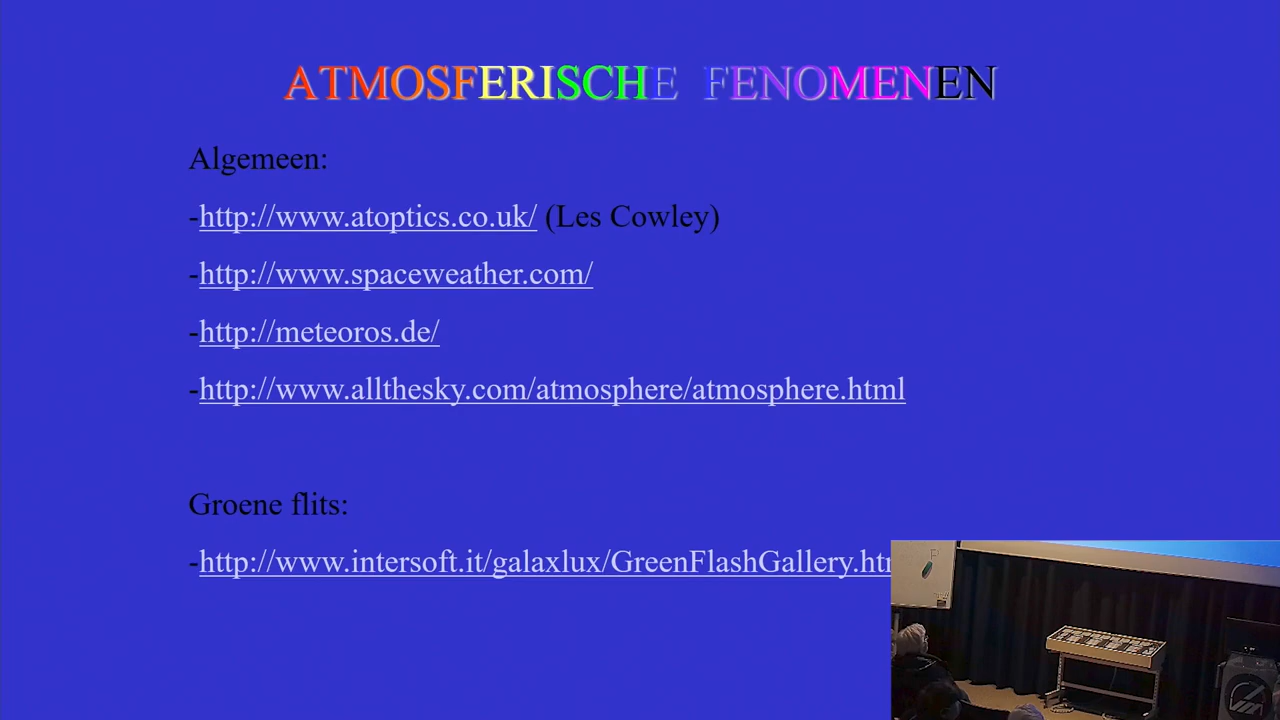 ATMOSFERISCHE FENOMENEN
Algemeen:
-http://www.atoptics.co.uk/ (Les Cowley)
-http://www.spaceweather.com/
-http://meteoros.de/
-http://www.allthesky.com/atmosphere/atmosphere.html
Groene flits:
-http://www.intersoft.it/galaxlux/GreenFlashGallery.htm